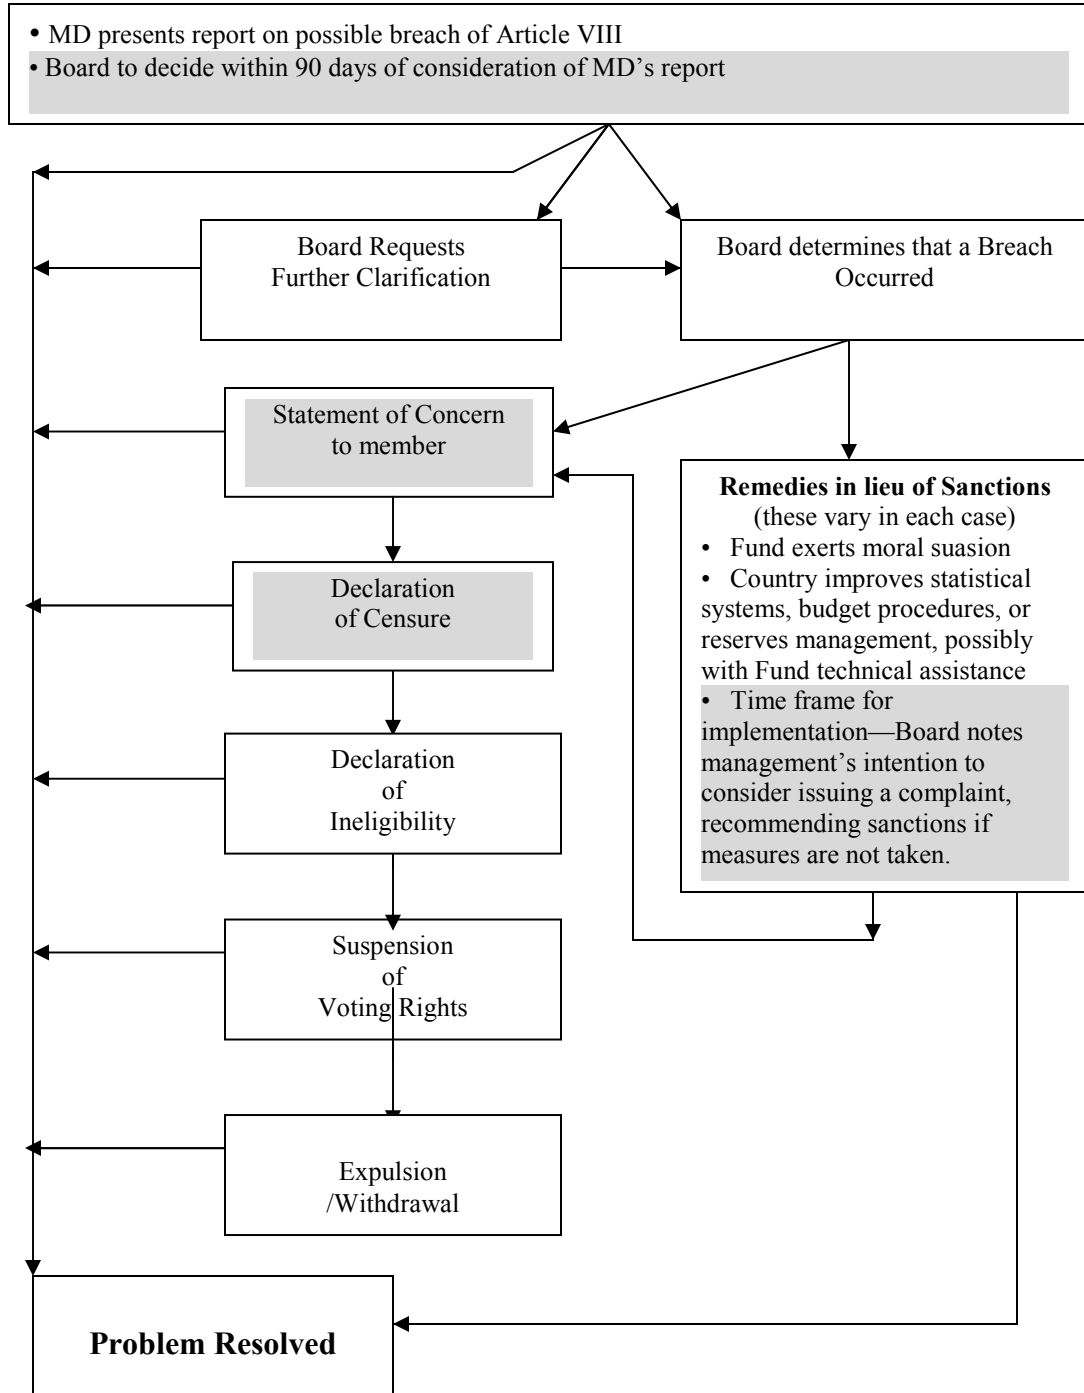 • MD presents report on possible breach of Article VIII
• Board to decide within 90 days of consideration of MD’s report
Board Requests
Further Clarification
Board determines that a Breach
Occurred
Statement of Concern
to member
Declaration
of Censure
Declaration
of
Ineligibility
Suspension
of
Voting Rights
Expulsion
/Withdrawal
Remedies in lieu of Sanctions
(these vary in each case)
• Fund exerts moral suasion
• Country improves statistical
systems, budget procedures, or
reserves management, possibly
with Fund technical assistance
• Time frame for
implementation—Board notes
management’s intention to
consider issuing a complaint,
recommending sanctions if
measures are not taken.
Problem Resolved